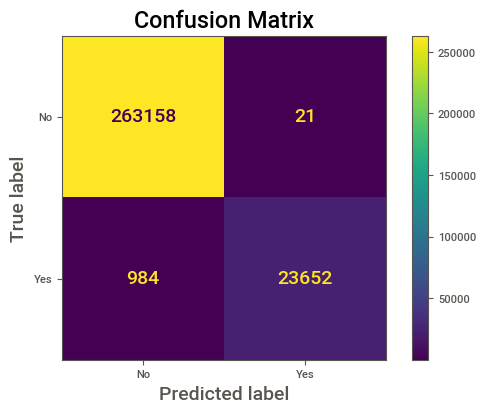 Confusion Matrix
True label
No
263158
21
Yes
984
23652
No
Yes
Predicted label
250000
200000
150000
100000
50000